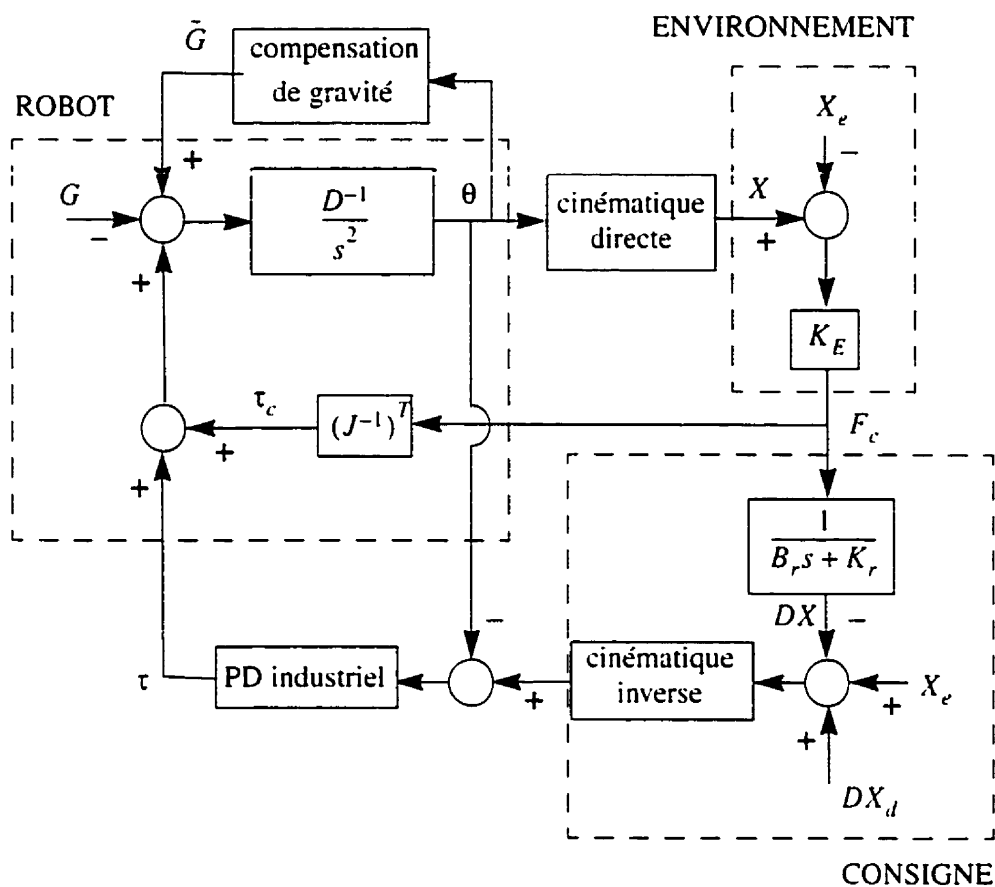 ENVIRONNEMENT
G̃
compensation
de gravité
ROBOT
X_e
−
+
G
−
D^{-1}
s^2
θ
cinématique
directe
X
+
+
K_E
τ_c
(J^{-1})^T
F_c
+
+
1
B_r s + K_r
DX
−
−
τ
PD industriel
+
cinématique
inverse
+
X_e
+
DX_d
CONSIGNE